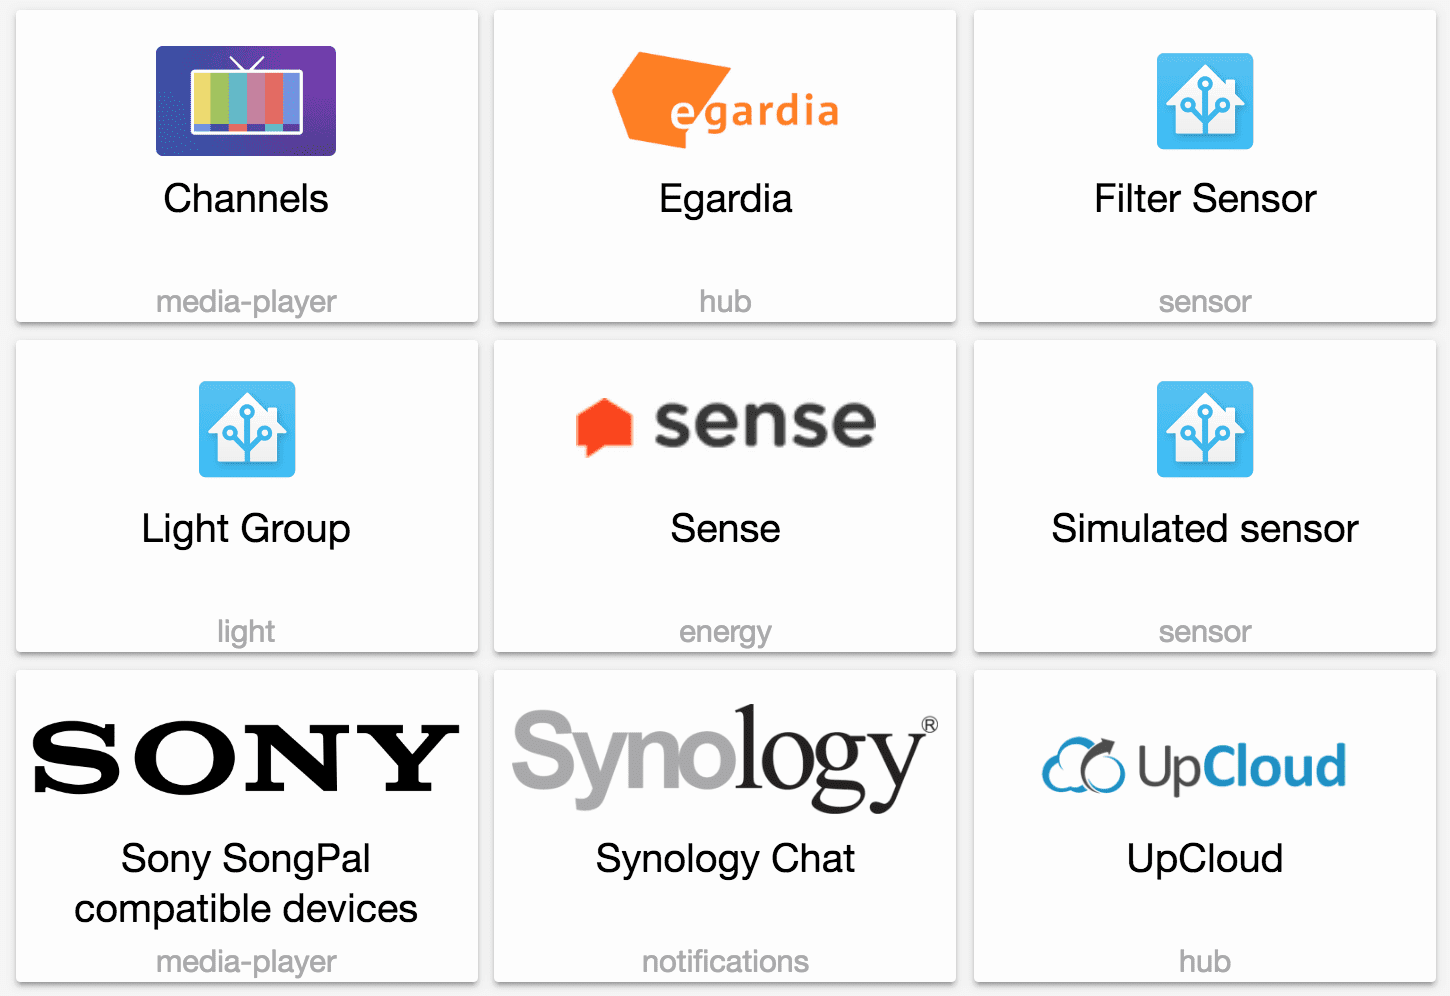 egardia
Channels
Egardia
Filter Sensor
media-player
hub
sensor
sense
Light Group
Sense
Simulated sensor
light
energy
sensor
SONY
Synology®
UpCloud
Sony SongPal
compatible devices
Synology Chat
UpCloud
media-player
notifications
hub